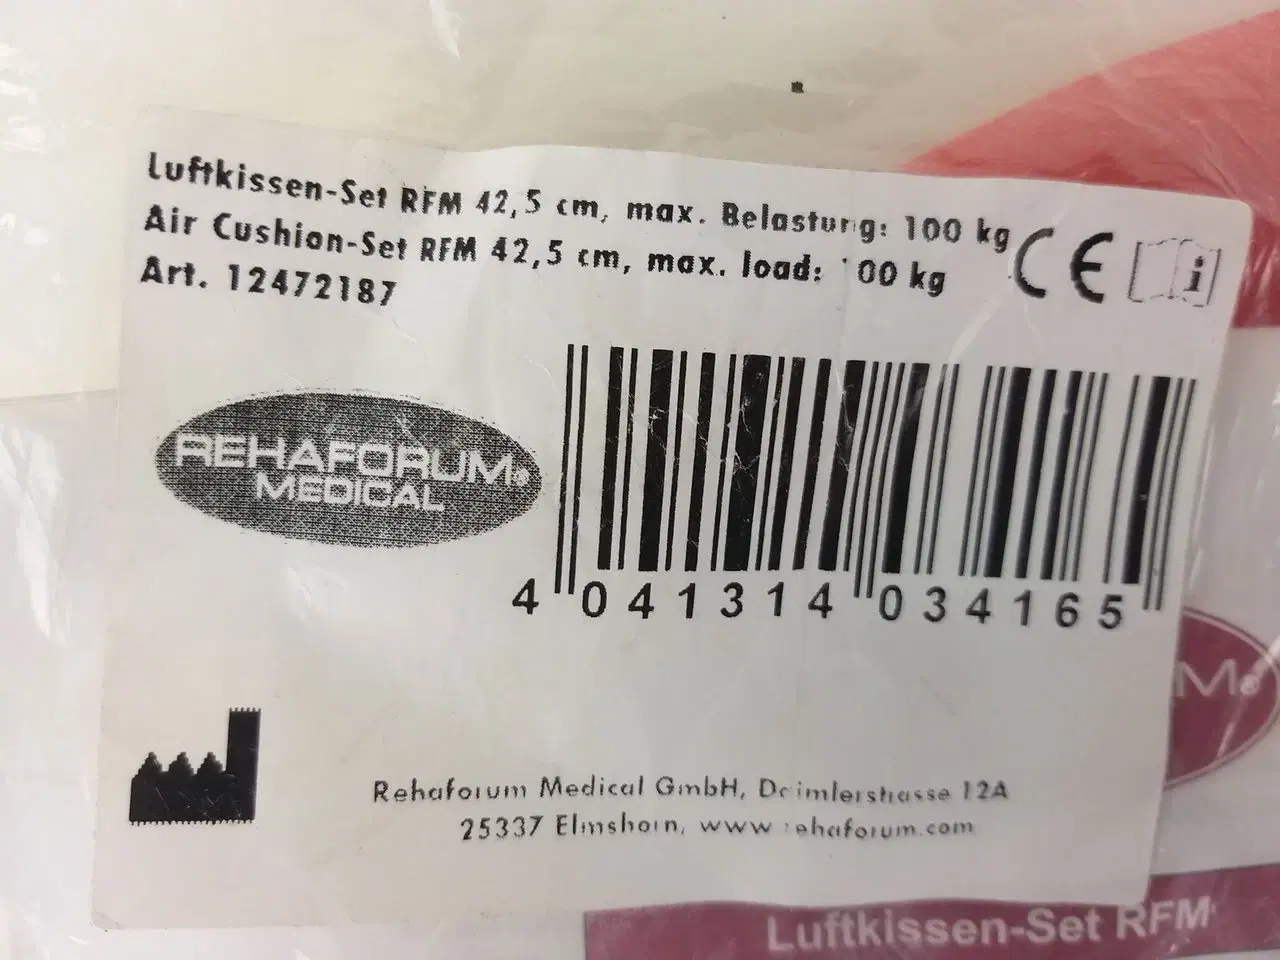 Luftkissen-Set RFM 42,5 cm, max. Belastung: 100 kg
Air Cushion-Set RFM 42,5 cm, max. load: 100 kg
Art. 12472187
CE
i
REHAFORUM®
MEDICAL
4 041314 034165
Rehaforum Medical GmbH, Daimlerstrasse 12A
25337 Elmshorn, www.rehaforum.com
M®
Luftkissen-Set RFM